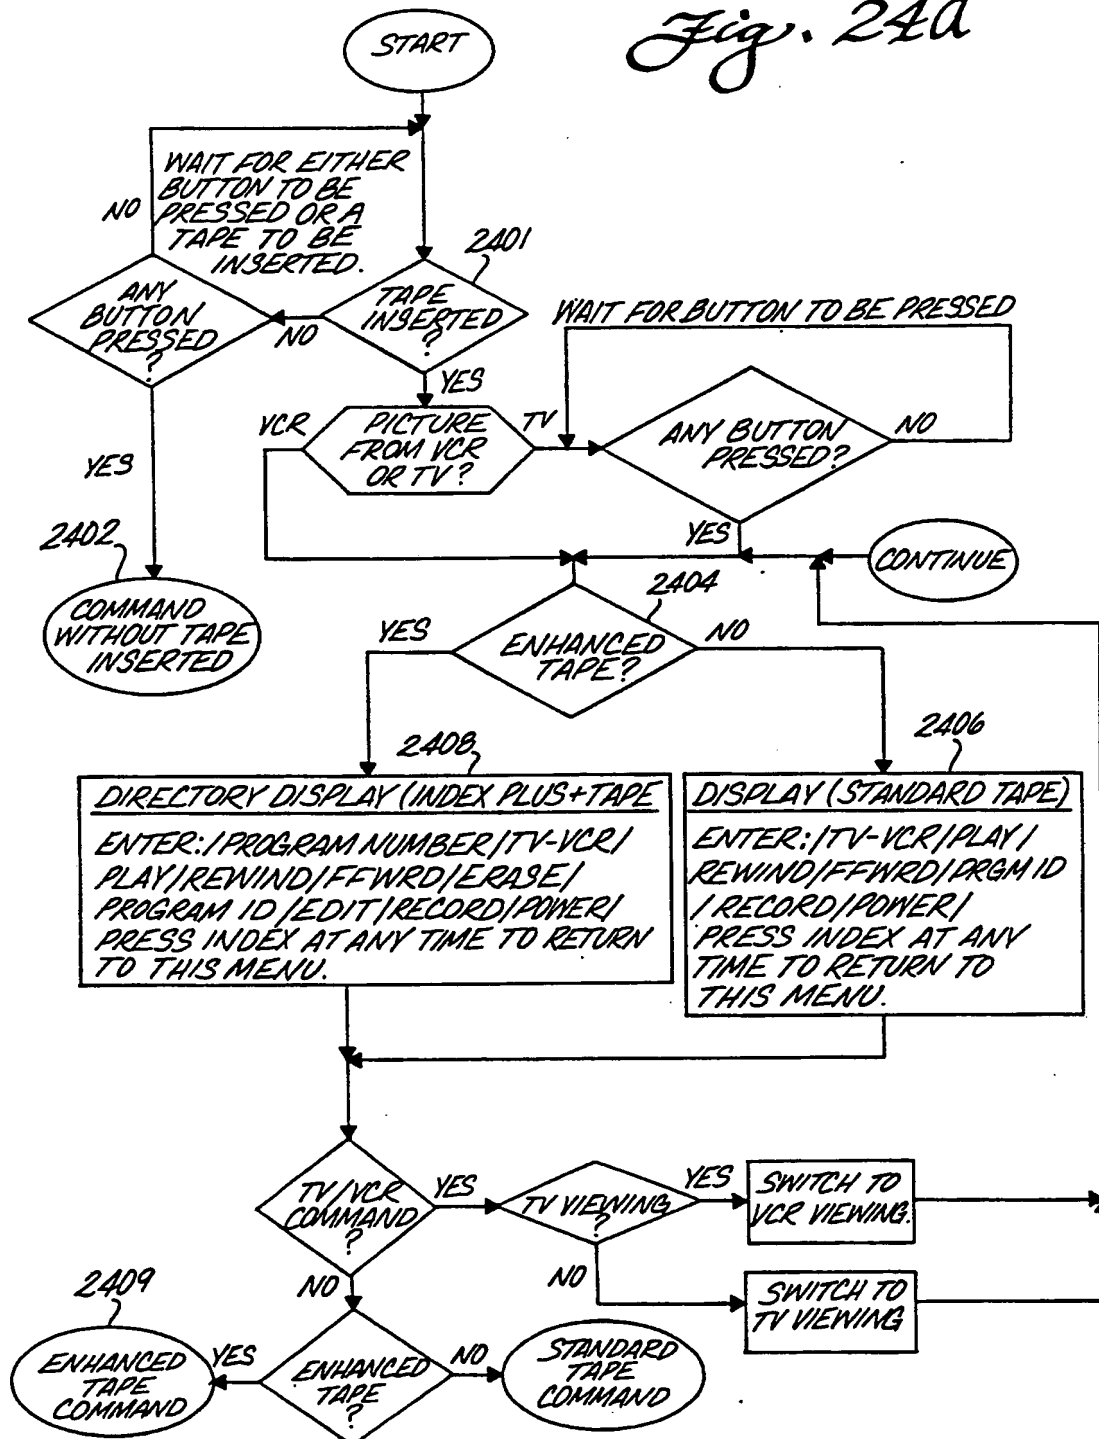 Fig. 24a
START
WAIT FOR EITHER
BUTTON TO BE
PRESSED OR A
TAPE TO BE
INSERTED.
NO
2401
ANY
BUTTON
PRESSED
?
NO
TAPE
INSERTED
?
YES
WAIT FOR BUTTON TO BE PRESSED
VCR
PICTURE
FROM VCR
OR TV?
TV
ANY BUTTON
PRESSED?
NO
YES
YES
2402
COMMAND
WITHOUT TAPE
INSERTED
CONTINUE
2404
YES
ENHANCED
TAPE?
NO
2408
2406
DIRECTORY DISPLAY (INDEX PLUS+TAPE
ENTER:/PROGRAM NUMBER/TV-VCR/
PLAY/REWIND/FFWRD/ERASE/
PROGRAM ID/EDIT/RECORD/POWER/
PRESS INDEX AT ANY TIME TO RETURN
TO THIS MENU.
DISPLAY (STANDARD TAPE)
ENTER:/TV-VCR/PLAY/
REWIND/FFWRD/PRGM ID
/RECORD/POWER/
PRESS INDEX AT ANY
TIME TO RETURN TO
THIS MENU.
TV/VCR
COMMAND
?
YES
TV VIEWING
?
YES
SWITCH TO
VCR VIEWING.
NO
SWITCH TO
TV VIEWING
NO
2409
ENHANCED
TAPE
COMMAND
YES
ENHANCED
TAPE
?
NO
STANDARD
TAPE
COMMAND